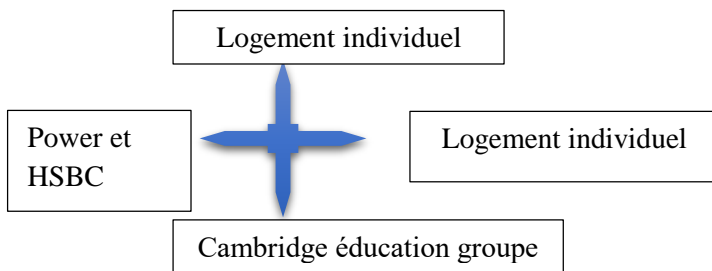 Logement individuel
Power et
HSBC
Logement individuel
Cambridge éducation groupe